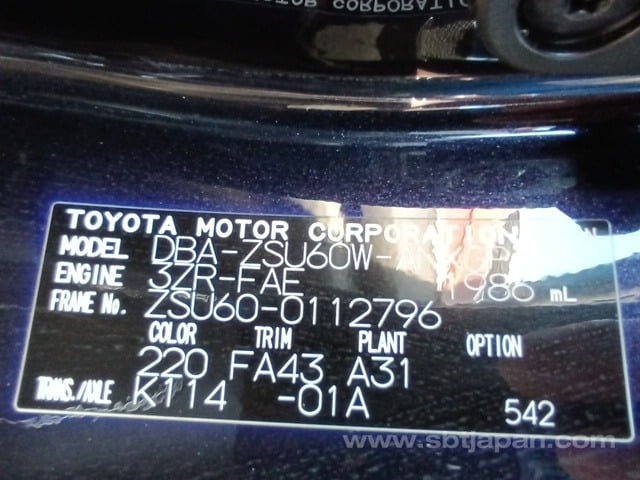 TOYOTA MOTOR CORPORATION
MODEL DBA-ZSU60W-ANXGP
ENGINE 3ZR-FAE 1986 mL
FRAME No. ZSU60-0112796
COLOR TRIM PLANT OPTION
220 FA43 A31
TRANS./AXLE K114 -01A 542
www.sbtjapan.com